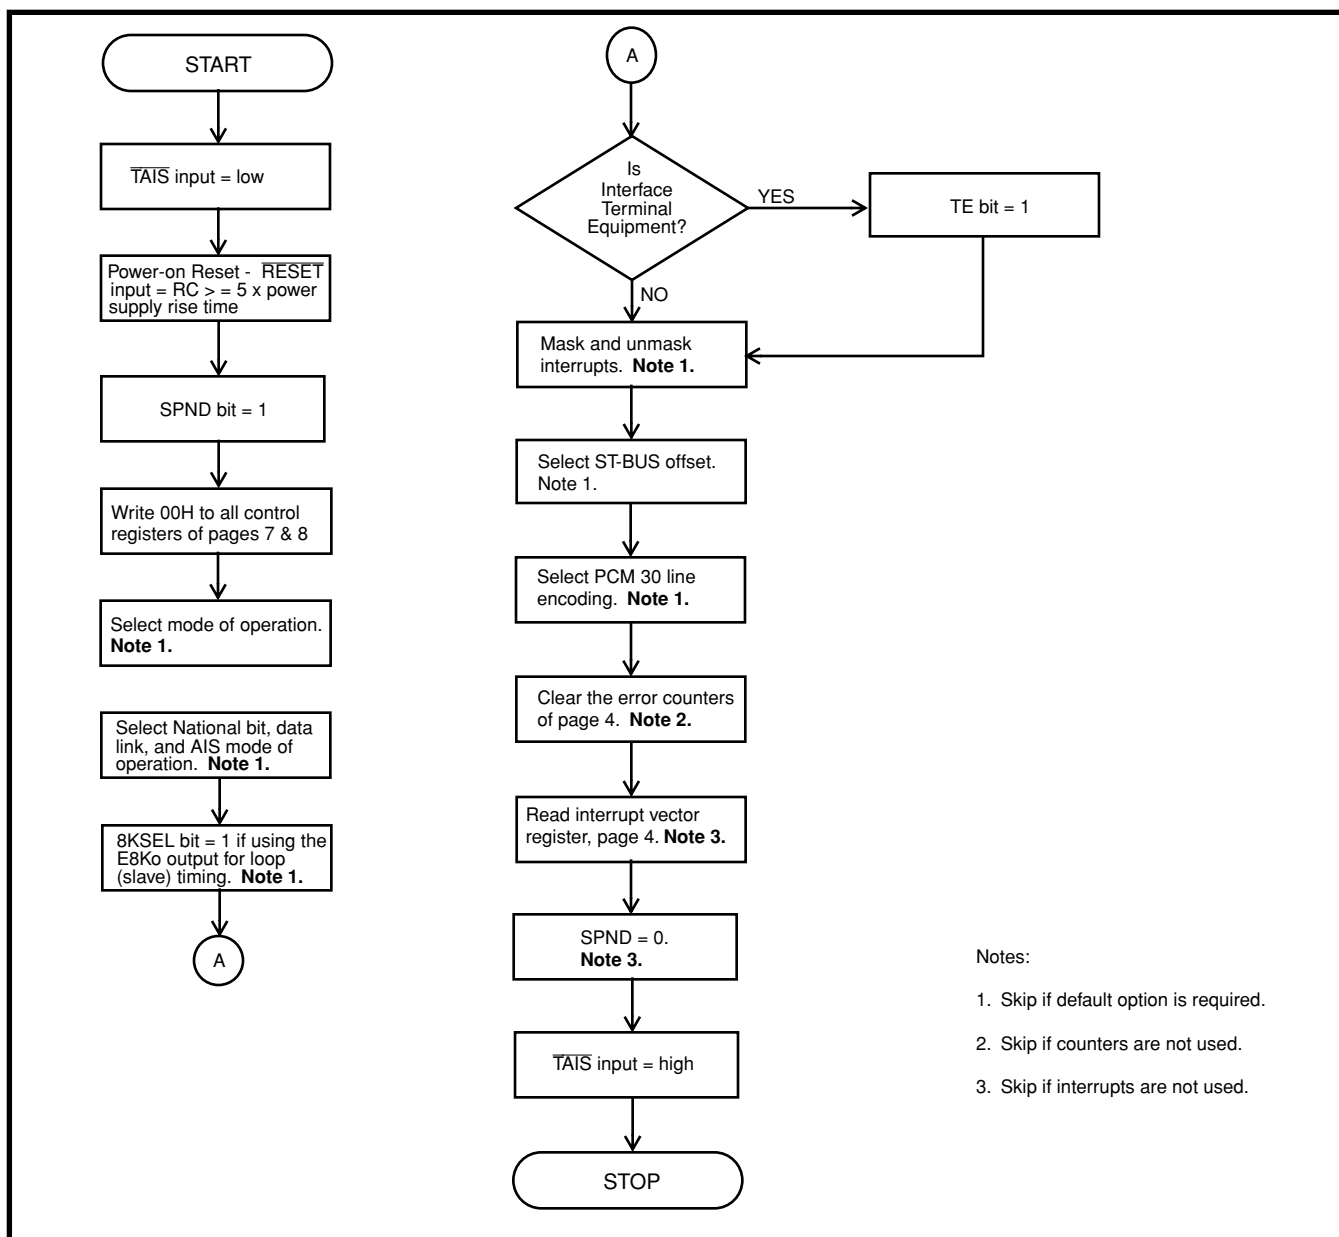 START
TAIS input = low
Power-on Reset - RESET
input = RC > = 5 x power
supply rise time
SPND bit = 1
Write 00H to all control
registers of pages 7 & 8
Select mode of operation.
Note 1.
Select National bit, data
link, and AIS mode of
operation. Note 1.
8KSEL bit = 1 if using the
E8Ko output for loop
(slave) timing. Note 1.
A
A
Is
Interface
Terminal
Equipment?
YES
TE bit = 1
NO
Mask and unmask
interrupts. Note 1.
Select ST-BUS offset.
Note 1.
Select PCM 30 line
encoding. Note 1.
Clear the error counters
of page 4. Note 2.
Read interrupt vector
register, page 4. Note 3.
SPND = 0.
Note 3.
TAIS input = high
STOP
Notes:
1. Skip if default option is required.
2. Skip if counters are not used.
3. Skip if interrupts are not used.